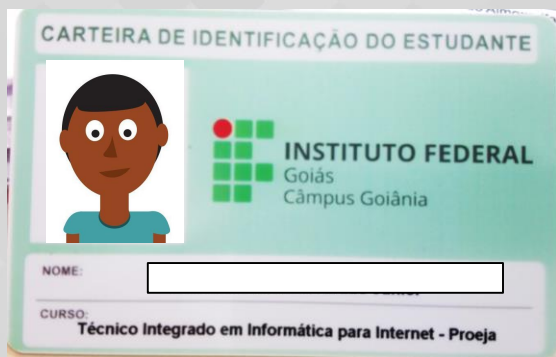 CARTEIRA DE IDENTIFICAÇÃO DO ESTUDANTE
INSTITUTO FEDERAL
Goiás
Câmpus Goiânia
NOME:
CURSO:
Técnico Integrado em Informática para Internet - Proeja